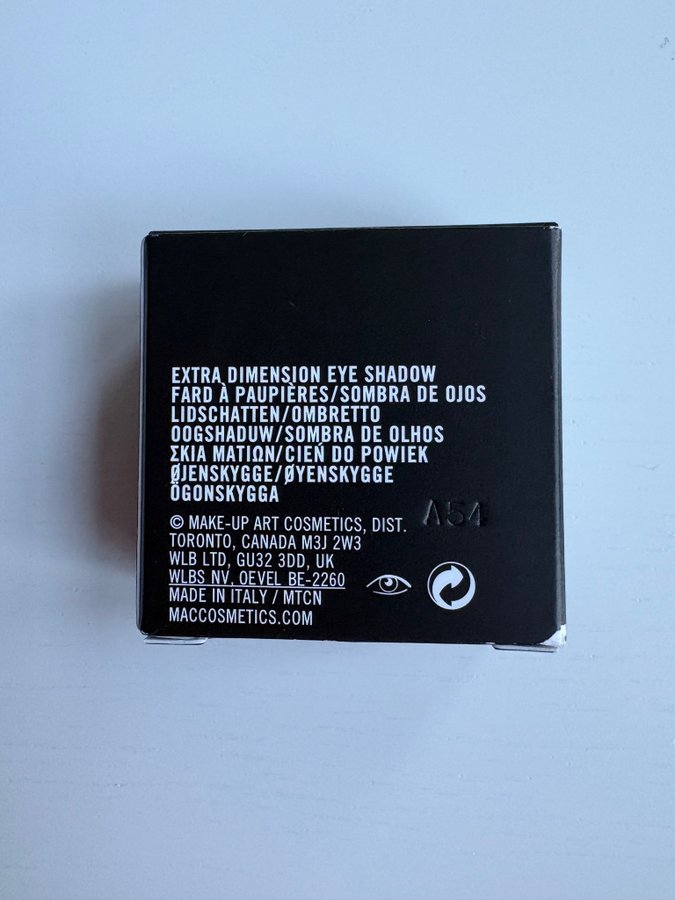 EXTRA DIMENSION EYE SHADOW
FARD À PAUPIÈRES/SOMBRA DE OJOS
LIDSCHATTEN/OMBRETTO
OOGSHADUW/SOMBRA DE OLHOS
ΣΚΙΑ ΜΑΤΙΩΝ/CIEŃ DO POWIEK
ØJENSKYGGE/ØYENSKYGGE
ÖGONSKYGGA
© MAKE-UP ART COSMETICS, DIST.
A54
TORONTO, CANADA M3J 2W3
WLB LTD, GU32 3DD, UK
WLBS NV, OEVEL BE-2260
MADE IN ITALY / MTCN
MACCOSMETICS.COM